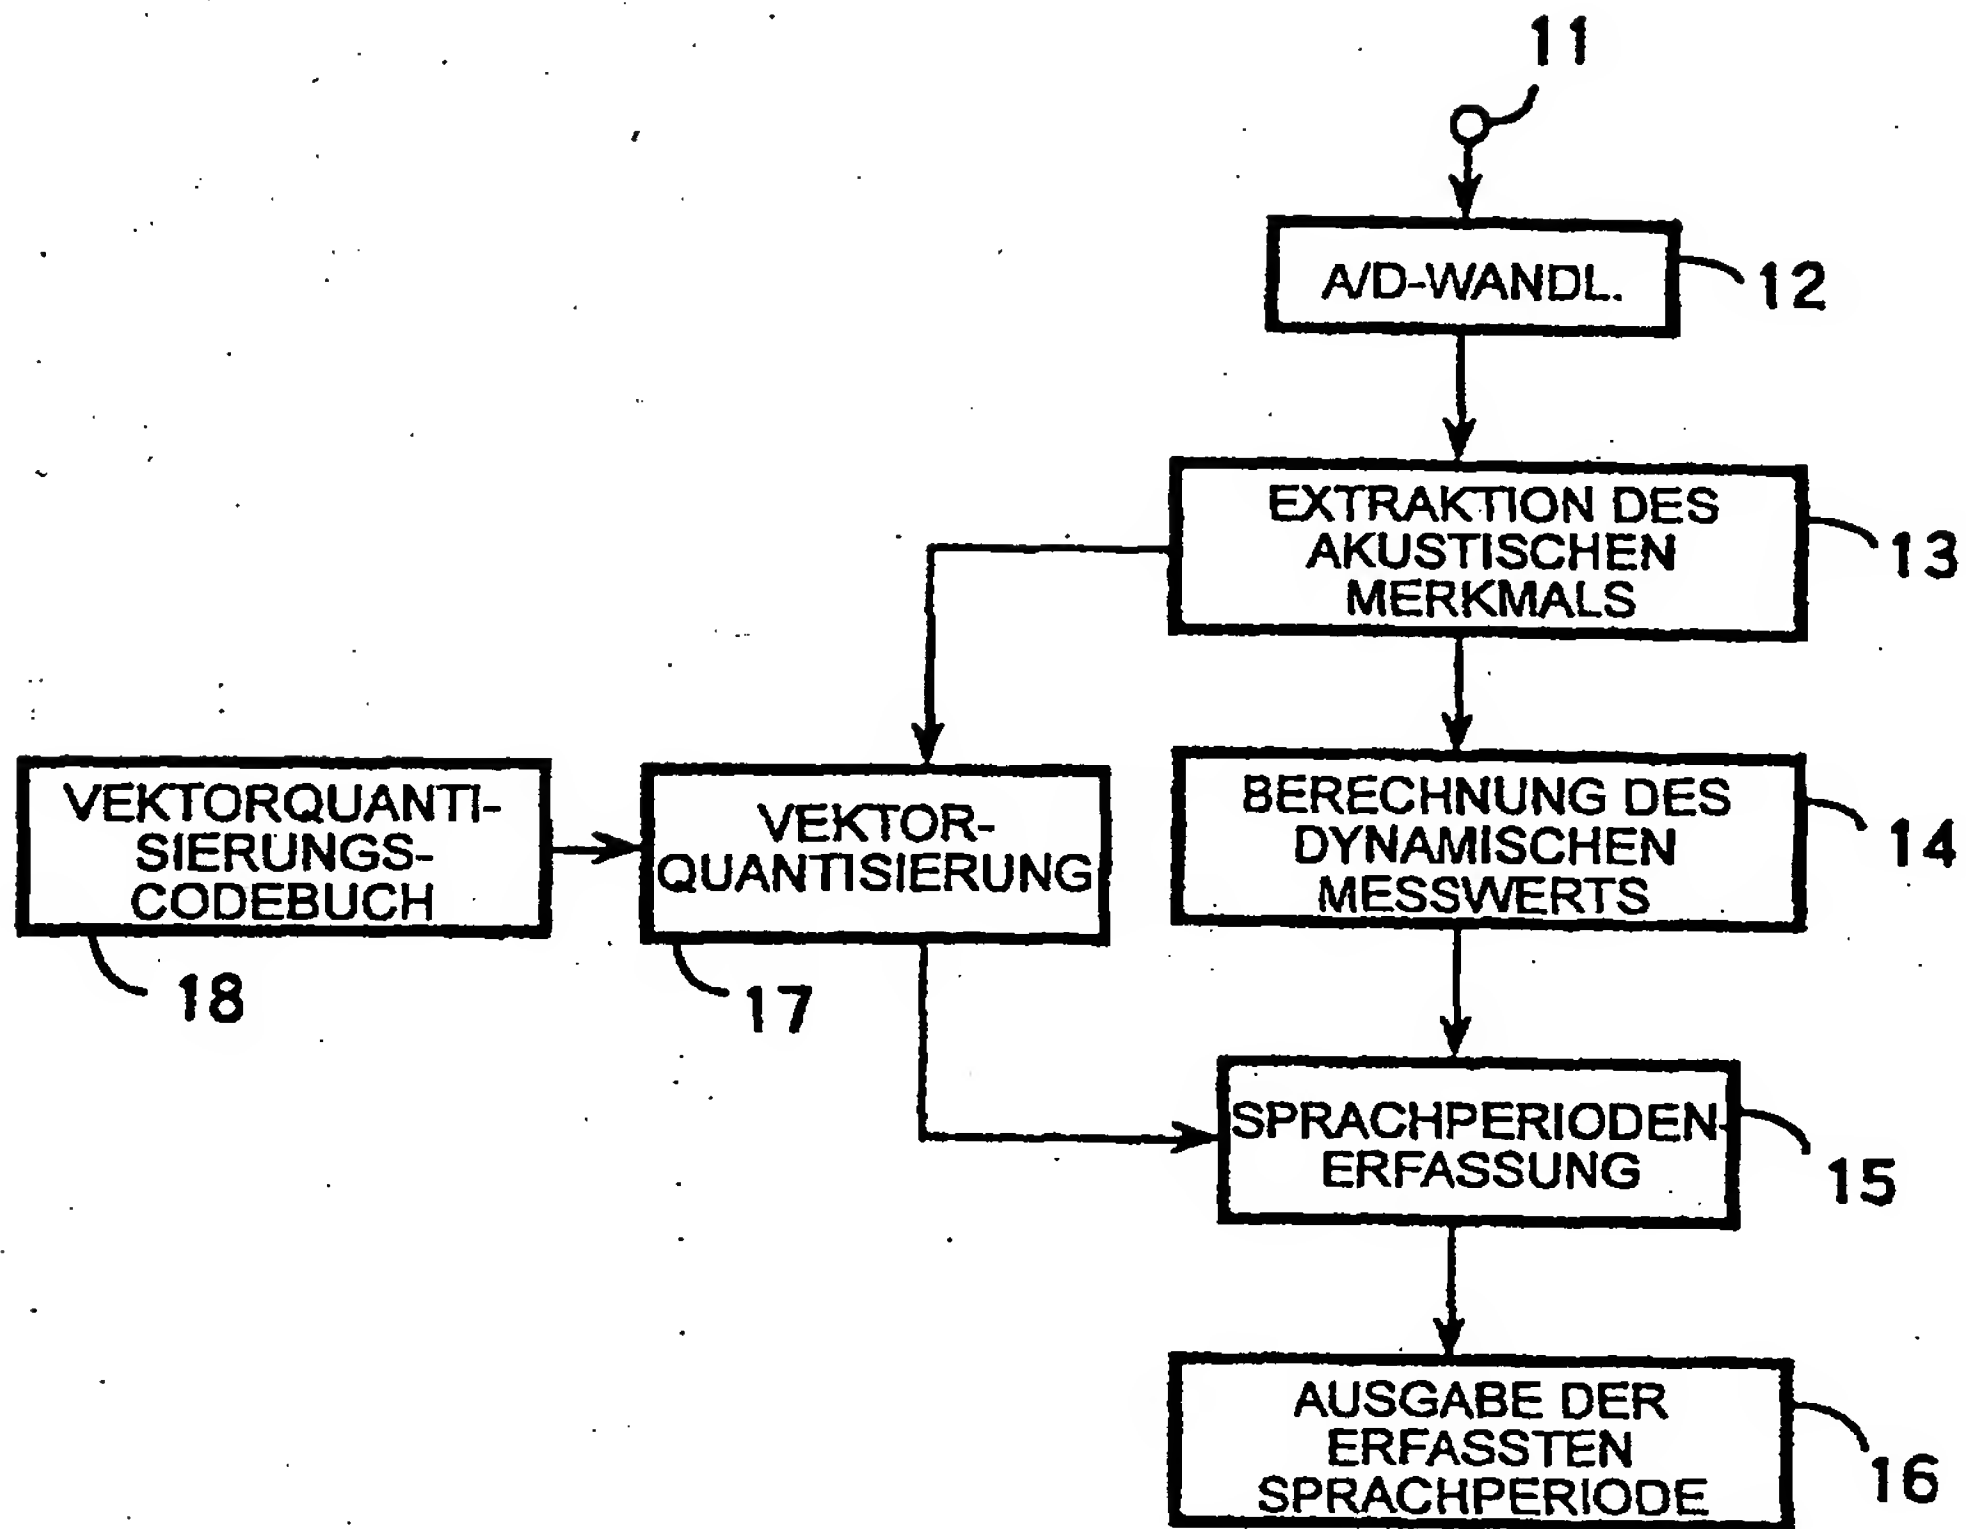 11
A/D-WANDL.
12
EXTRAKTION DES
AKUSTISCHEN
MERKMALS
13
VEKTORQUANTI-
SIERUNGS-
CODEBUCH
18
VEKTOR-
QUANTISIERUNG
17
BERECHNUNG DES
DYNAMISCHEN
MESSWERTS
14
SPRACHPERIODEN-
ERFASSUNG
15
AUSGABE DER
ERFASSTEN
SPRACHPERIODE
16